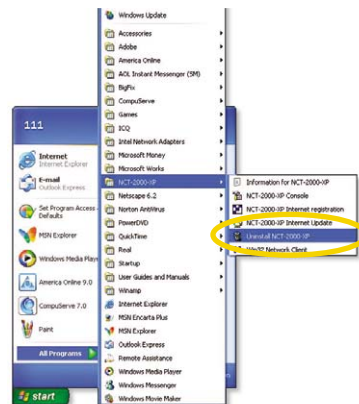 Windows Update
Accessories
Adobe
America Online
AOL Instant Messenger (SM)
BigFix
CompuServe
Games
ICQ
Intel Network Adapters
Microsoft Money
Microsoft Works
NCT-2000-XP
Netscape 6.2
Norton AntiVirus
PowerDVD
QuickTime
Real
Startup
User Guides and Manuals
Winamp
Internet Explorer
MSN Encarta Plus
MSN Explorer
Outlook Express
Remote Assistance
Windows Media Player
Windows Messenger
Windows Movie Maker
111
Internet
Internet Explorer
E-mail
Outlook Express
Set Program Access
Defaults
MSN Explorer
Windows Media Play
America Online 9.0
CompuServe 7.0
Paint
All Programs
start
Information for NCT-2000-XP
NCT-2000-XP Console
NCT-2000-XP Internet registration
NCT-2000-XP Internet Update
Uninstall NCT-2000-XP
Win32 Network Client